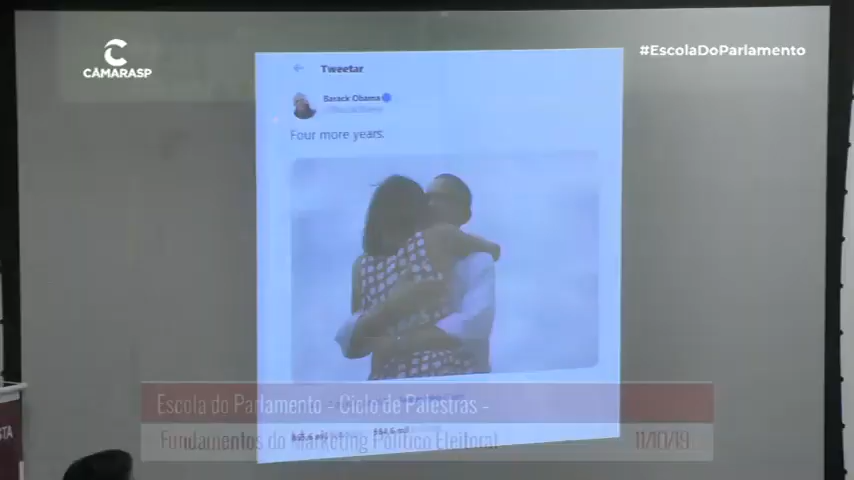 CÂMARASP
#EscolaDoParlamento
Tweetar
Barack Obama
Four more years.
Escola do Parlamento - Ciclo de Palestras -
Fundamentos do Marketing Político Eleitoral
11/10/19